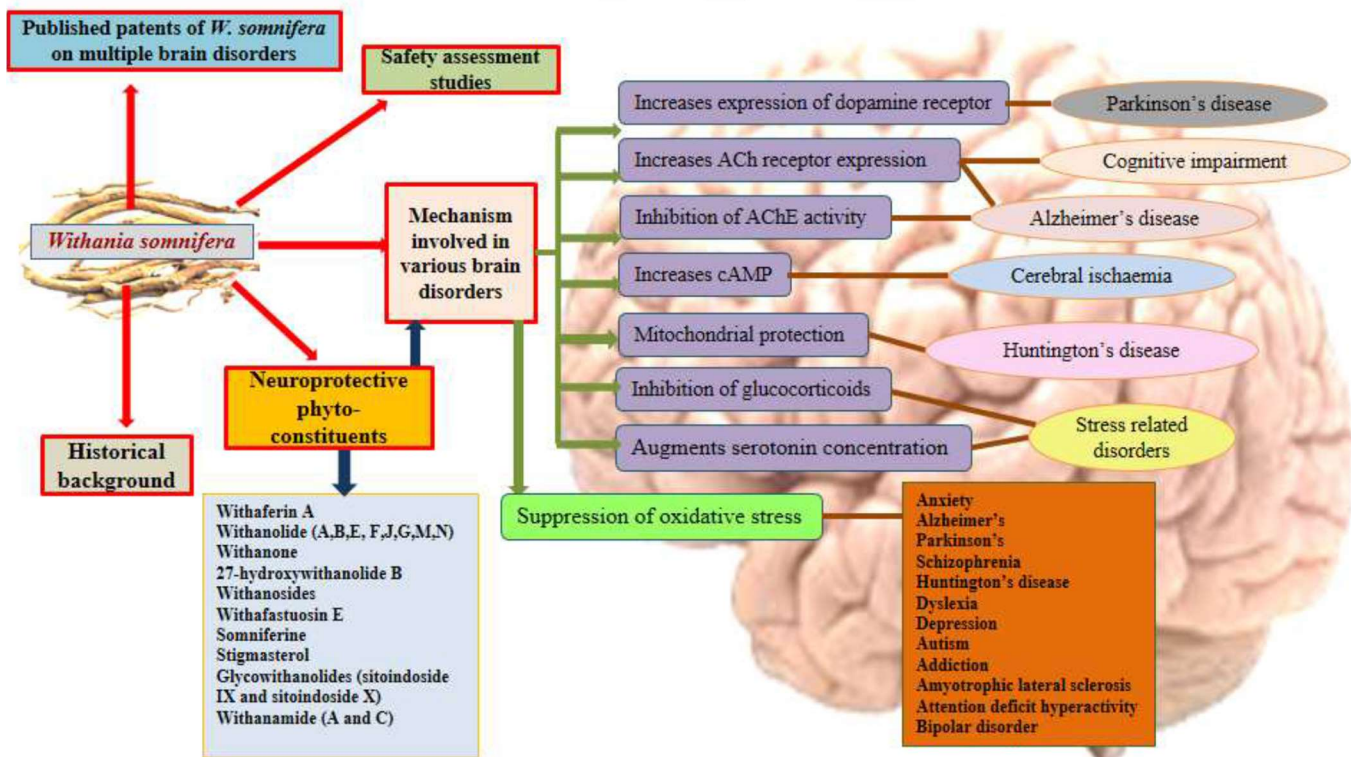 Published patents of W. somnifera
on multiple brain disorders
Safety assessment
studies
Withania somnifera
Mechanism
involved in
various brain
disorders
Neuroprotective
phyto-
constituents
Historical
background
Withaferin A
Withanolide (A,B,E, F,J,G,M,N)
Withanone
27-hydroxywithanolide B
Withanosides
Withafastuosin E
Somniferine
Stigmasterol
Glycowithanolides (sitoindoside
IX and sitoindoside X)
Withanamide (A and C)
Increases expression of dopamine receptor
Parkinson's disease
Increases ACh receptor expression
Cognitive impairment
Inhibition of AChE activity
Alzheimer's disease
Increases cAMP
Cerebral ischaemia
Mitochondrial protection
Huntington's disease
Inhibition of glucocorticoids
Augments serotonin concentration
Stress related
disorders
Suppression of oxidative stress
Anxiety
Alzheimer's
Parkinson's
Schizophrenia
Huntington's disease
Dyslexia
Depression
Autism
Addiction
Amyotrophic lateral sclerosis
Attention deficit hyperactivity
Bipolar disorder